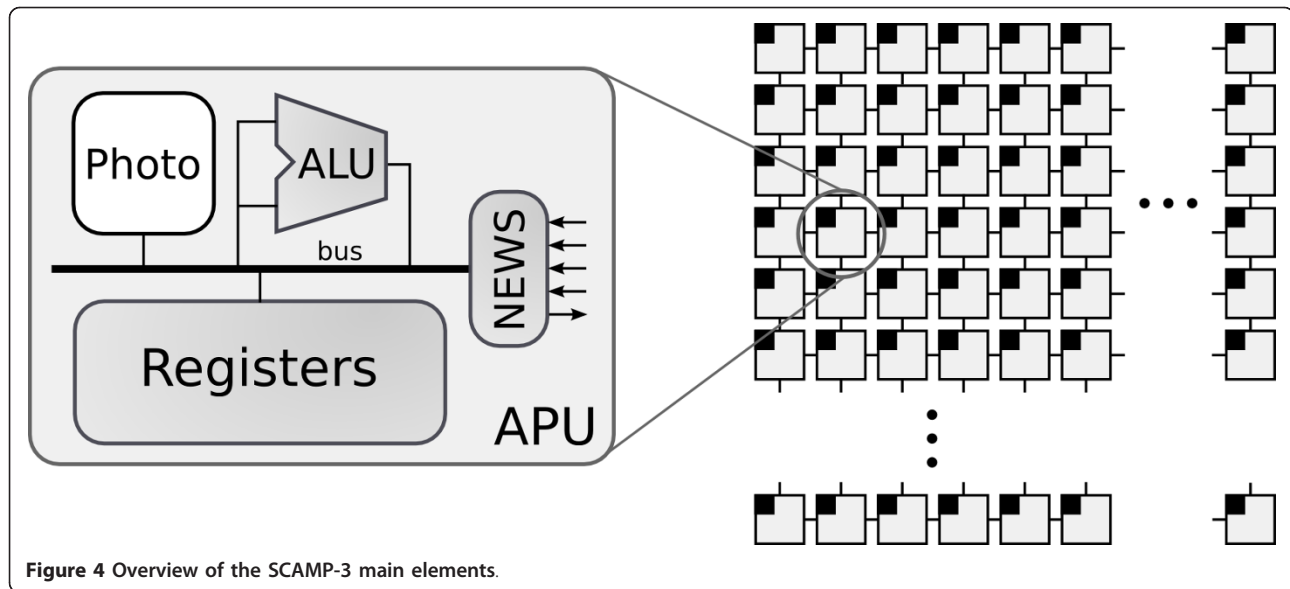 Photo
ALU
bus
NEWS
Registers
APU
Figure 4 Overview of the SCAMP-3 main elements.